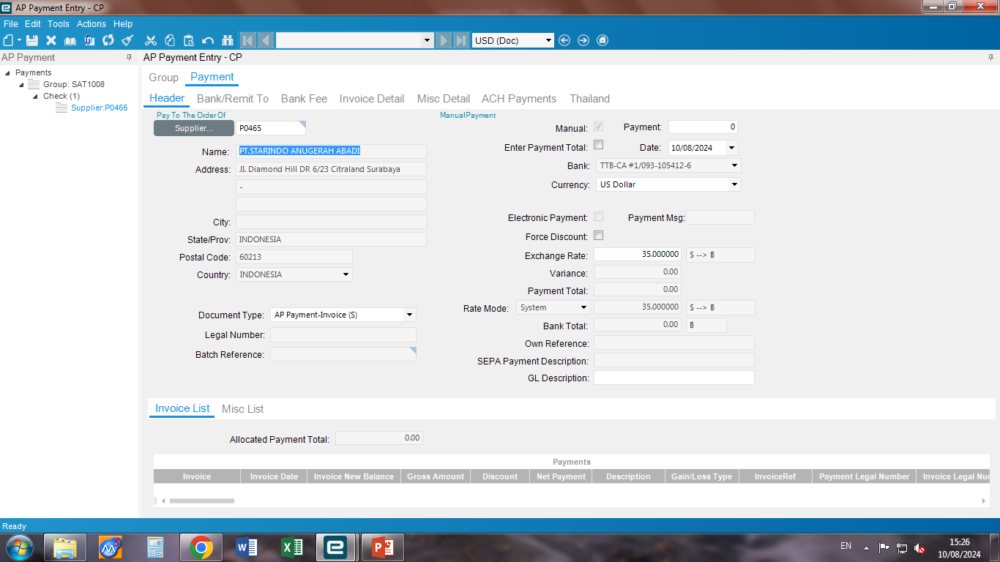 AP Payment Entry - CP
File Edit Tools Actions Help
USD (Doc)
AP Payment
AP Payment Entry - CP
Payments
Group: SAT1008
Check (1)
Supplier:P0465
Group Payment
Header Bank/Remit To Bank Fee Invoice Detail Misc Detail ACH Payments Thailand
Pay To The Order Of
Supplier... P0465
Name: PT.STARINDO ANUGERAH ABADI
Address: Jl. Diamond Hill DR 6/23 Citraland Surabaya
-
City:
State/Prov: INDONESIA
Postal Code: 60213
Country: INDONESIA
Document Type: AP Payment-Invoice (S)
Legal Number:
Batch Reference:
ManualPayment
Manual: Payment: 0
Enter Payment Total: Date: 10/08/2024
Bank: TTB-CA #1/093-105412-6
Currency: US Dollar
Electronic Payment: Payment Msg:
Force Discount:
Exchange Rate: 35.000000 $ --> ฿
Variance: 0.00
Payment Total: 0.00
Rate Mode: System 35.000000 $ --> ฿
Bank Total: 0.00 ฿
Own Reference:
SEPA Payment Description:
GL Description:
Invoice List Misc List
Allocated Payment Total: 0.00
Payments
Invoice Invoice Date Invoice New Balance Gross Amount Discount Net Payment Description Gain/Loss Type InvoiceRef Payment Legal Number Invoice Legal Num
Ready
EN 15:26
10/08/2024